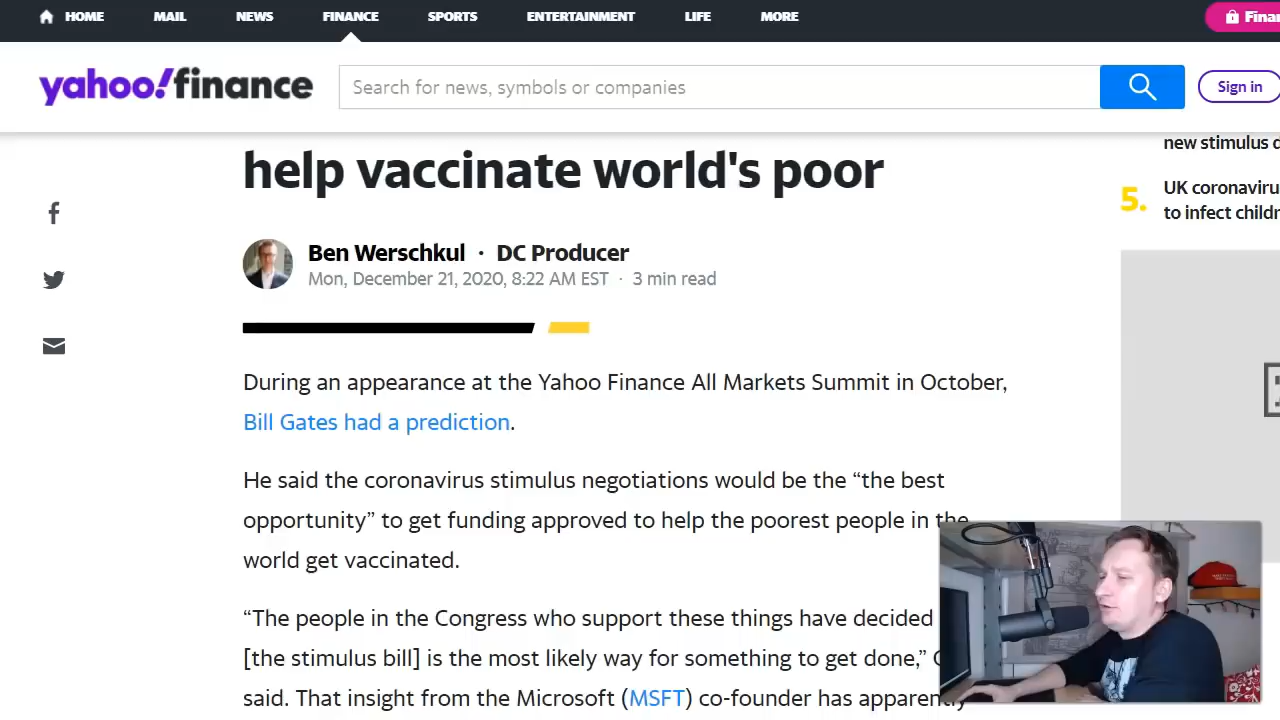 HOME MAIL NEWS FINANCE SPORTS ENTERTAINMENT LIFE MORE Finan
yahoo!finance Search for news, symbols or companies Sign in
new stimulus d
help vaccinate world's poor
5. UK coronaviru
to infect childr
Ben Werschkul · DC Producer
Mon, December 21, 2020, 8:22 AM EST · 3 min read
During an appearance at the Yahoo Finance All Markets Summit in October,
Bill Gates had a prediction.
He said the coronavirus stimulus negotiations would be the “the best
opportunity” to get funding approved to help the poorest people in the
world get vaccinated.
“The people in the Congress who support these things have decided
[the stimulus bill] is the most likely way for something to get done,”
said. That insight from the Microsoft (MSFT) co-founder has apparently